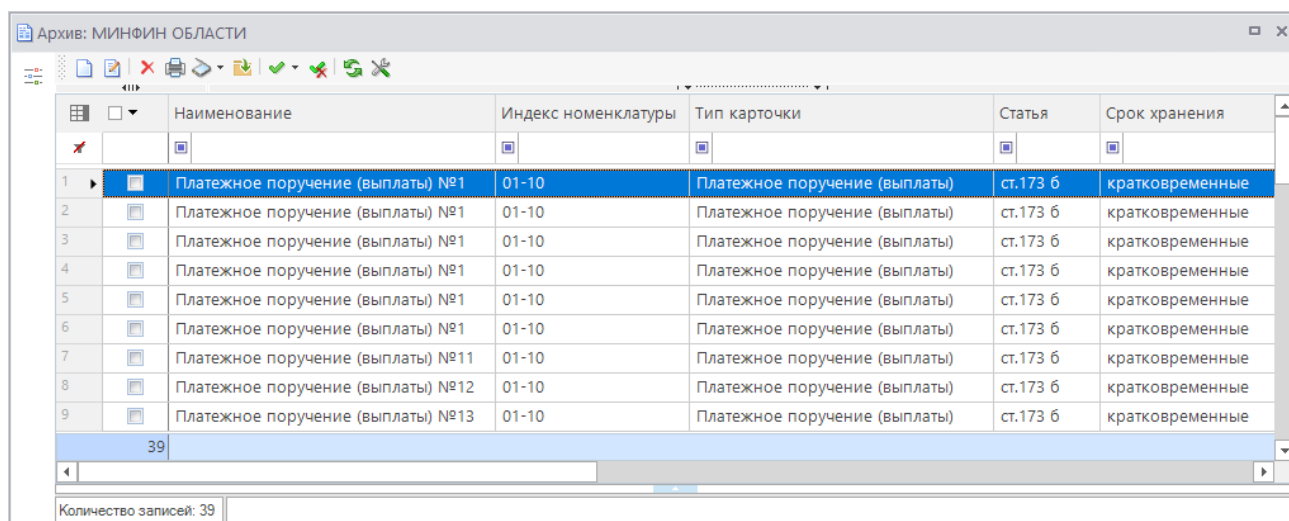 Архив: МИНФИН ОБЛАСТИ
Наименование Индекс номенклатуры Тип карточки Статья Срок хранения
1 Платежное поручение (выплаты) №1 01-10 Платежное поручение (выплаты) ст.173 б кратковременные
2 Платежное поручение (выплаты) №1 01-10 Платежное поручение (выплаты) ст.173 б кратковременные
3 Платежное поручение (выплаты) №1 01-10 Платежное поручение (выплаты) ст.173 б кратковременные
4 Платежное поручение (выплаты) №1 01-10 Платежное поручение (выплаты) ст.173 б кратковременные
5 Платежное поручение (выплаты) №1 01-10 Платежное поручение (выплаты) ст.173 б кратковременные
6 Платежное поручение (выплаты) №1 01-10 Платежное поручение (выплаты) ст.173 б кратковременные
7 Платежное поручение (выплаты) №11 01-10 Платежное поручение (выплаты) ст.173 б кратковременные
8 Платежное поручение (выплаты) №12 01-10 Платежное поручение (выплаты) ст.173 б кратковременные
9 Платежное поручение (выплаты) №13 01-10 Платежное поручение (выплаты) ст.173 б кратковременные
39
Количество записей: 39